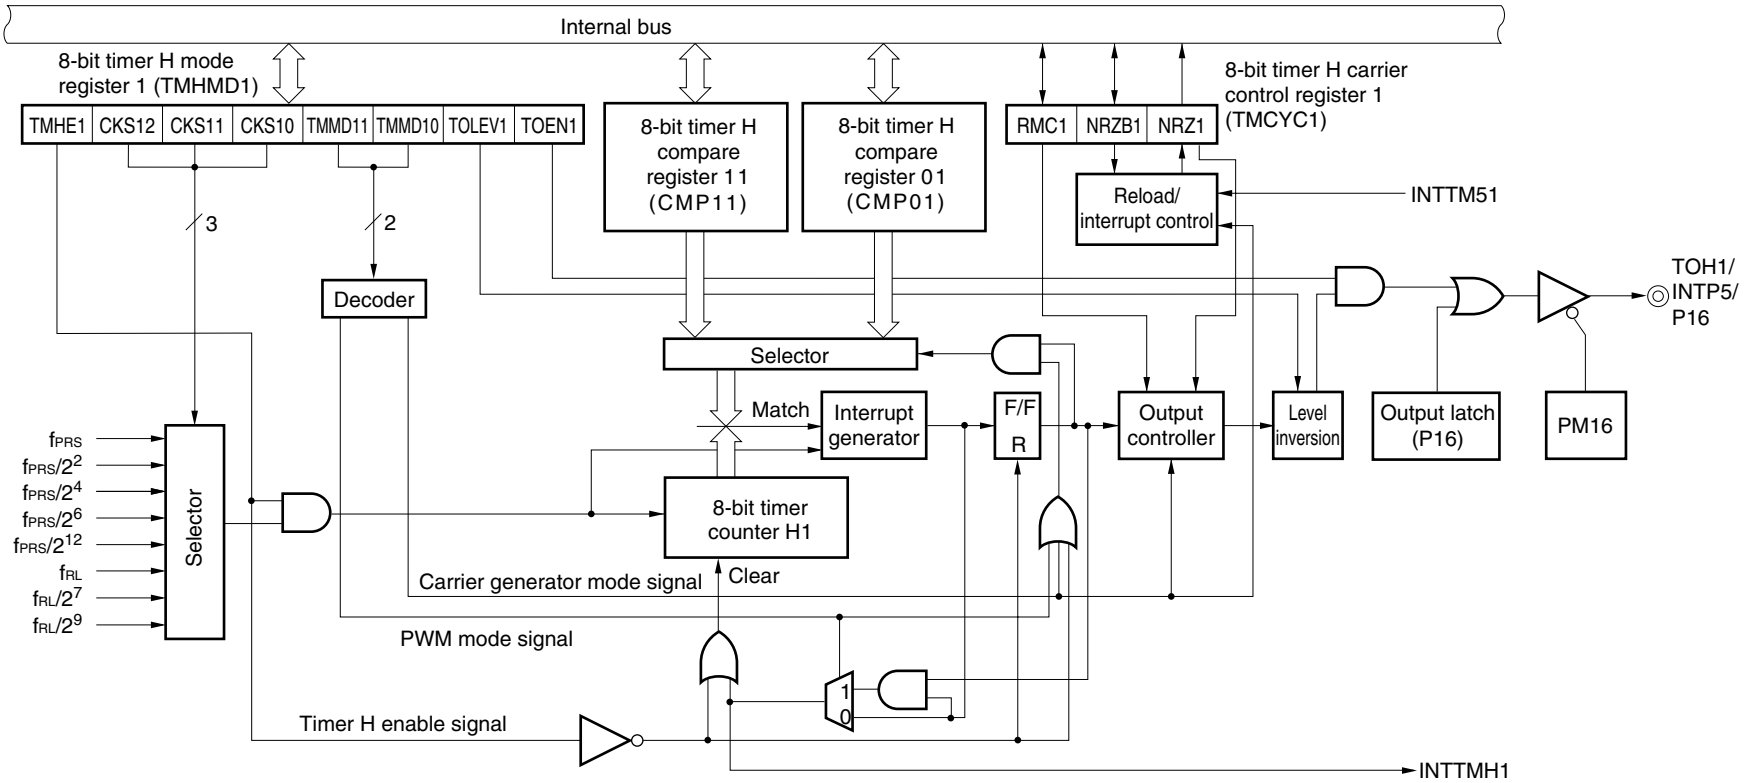 Internal bus
8-bit timer H mode
register 1 (TMHMD1)
8-bit timer H carrier
control register 1
(TMCYC1)
TMHE1 CKS12 CKS11 CKS10 TMMD11 TMMD10 TOLEV1 TOEN1
8-bit timer H
compare
register 11
(CMP11)
8-bit timer H
compare
register 01
(CMP01)
RMC1 NRZB1 NRZ1
Reload/
interrupt control
INTTM51
3
2
Decoder
TOH1/
INTP5/
P16
Selector
Match
Interrupt
generator
F/F
R
Output
controller
Level
inversion
Output latch
(P16)
PM16
fPRS
fPRS/2²
fPRS/2⁴
fPRS/2⁶
fPRS/2¹²
fRL
fRL/2⁷
fRL/2⁹
Selector
8-bit timer
counter H1
Clear
Carrier generator mode signal
PWM mode signal
1
0
Timer H enable signal
INTTMH1